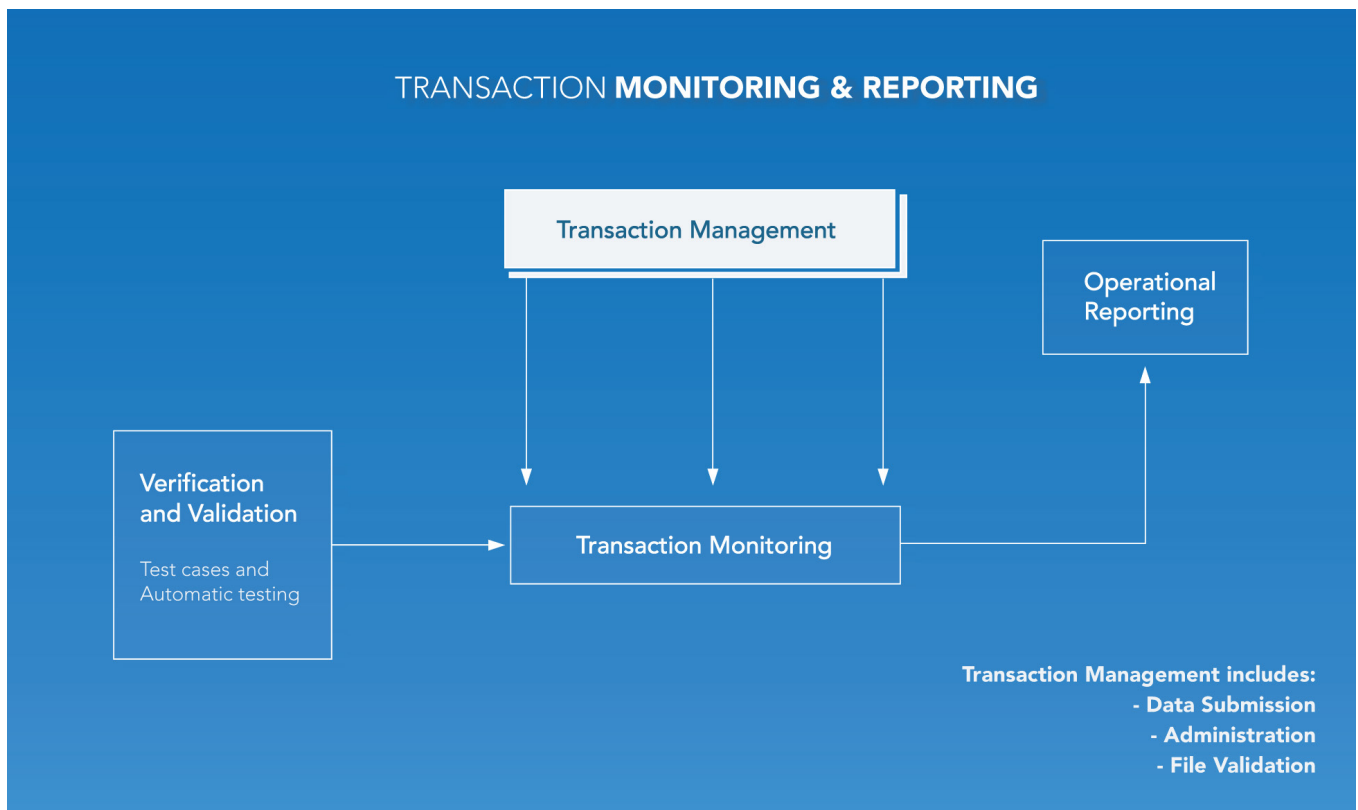 TRANSACTION MONITORING & REPORTING
Transaction Management
Operational
Reporting
Verification
and Validation
Test cases and
Automatic testing
Transaction Monitoring
Transaction Management includes:
- Data Submission
- Administration
- File Validation